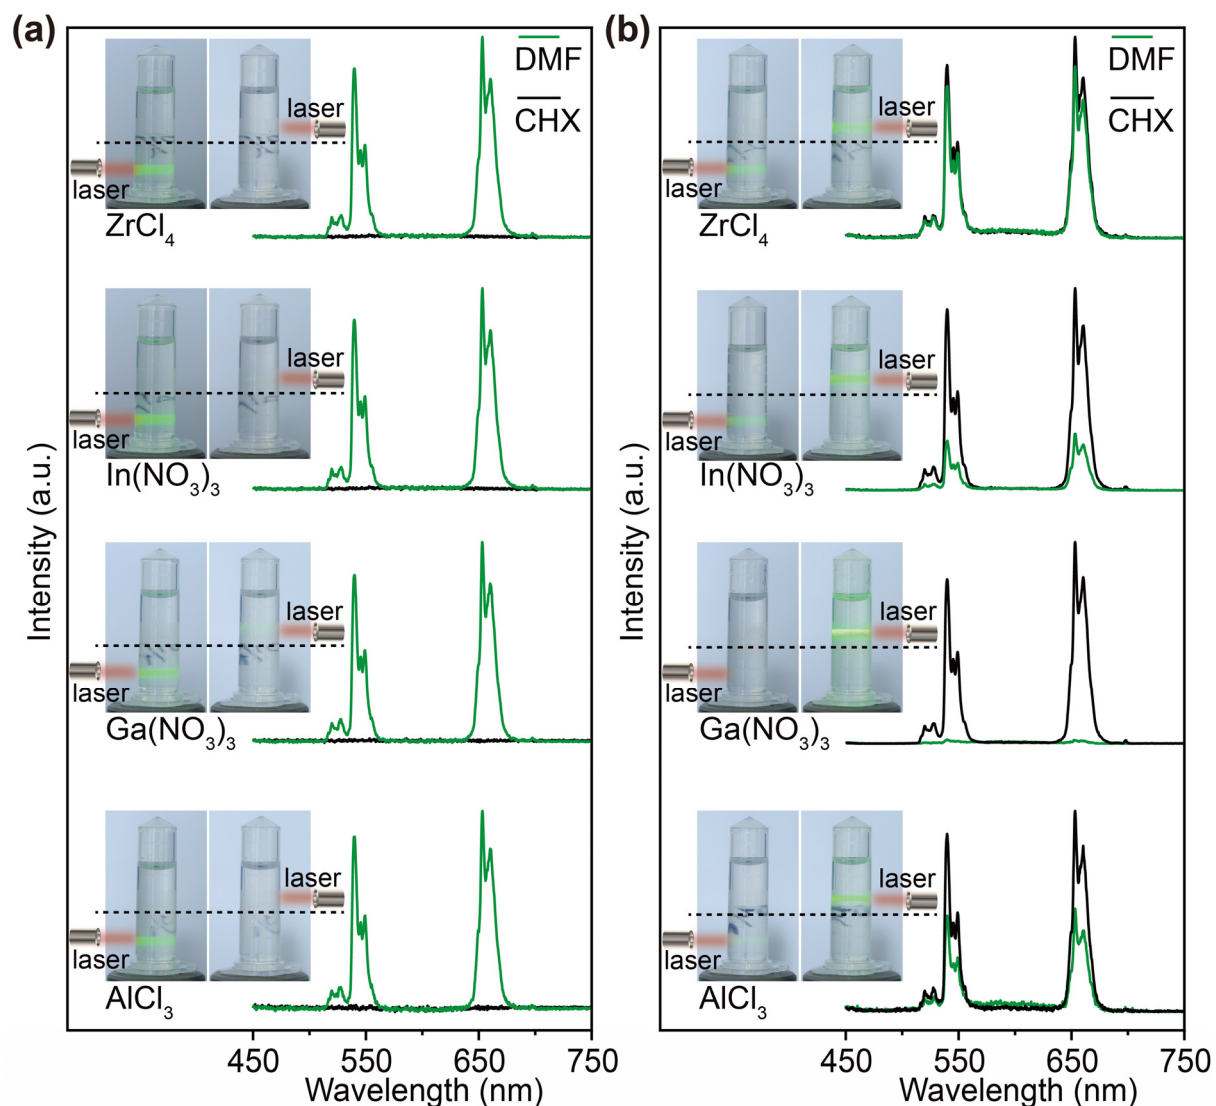 (a)
DMF
CHX
laser
laser
ZrCl4
laser
laser
In(NO3)3
laser
laser
Ga(NO3)3
laser
laser
AlCl3
Intensity (a.u.)
450 550 650 750
Wavelength (nm)
(b)
DMF
CHX
laser
laser
ZrCl4
laser
laser
In(NO3)3
laser
laser
Ga(NO3)3
laser
laser
AlCl3
Intensity (a.u.)
450 550 650 750
Wavelength (nm)